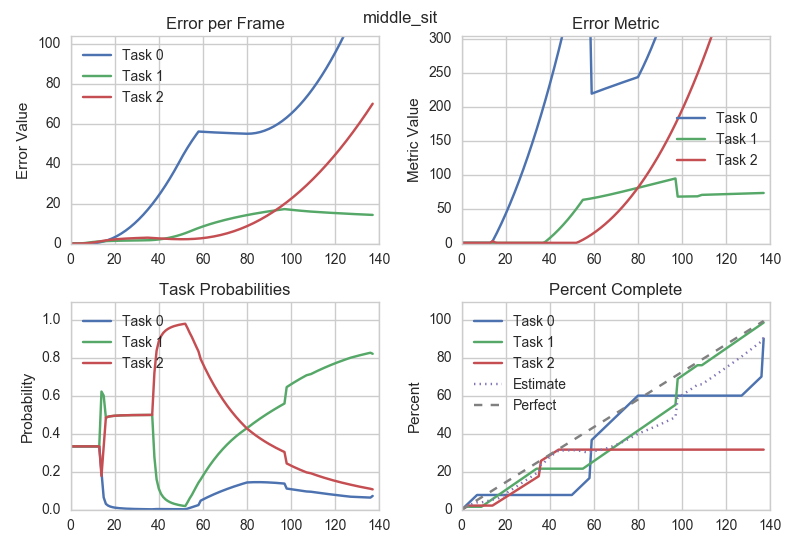 middle_sit
Error per Frame
Error Value
100
80
60
40
20
0
0 20 40 60 80 100 120 140
Task 0
Task 1
Task 2
Error Metric
Metric Value
300
250
200
150
100
50
0
0 20 40 60 80 100 120 140
Task 0
Task 1
Task 2
Task Probabilities
Probability
1.0
0.8
0.6
0.4
0.2
0.0
0 20 40 60 80 100 120 140
Task 0
Task 1
Task 2
Percent Complete
Percent
100
80
60
40
20
0
0 20 40 60 80 100 120 140
Task 0
Task 1
Task 2
Estimate
Perfect